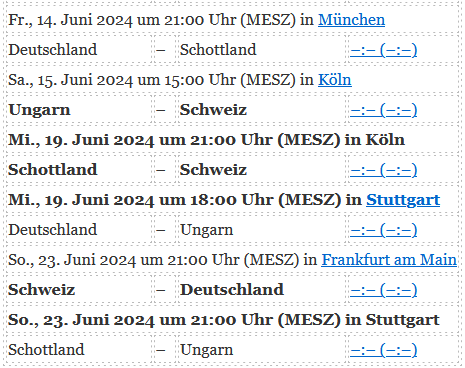 Fr., 14. Juni 2024 um 21:00 Uhr (MESZ) in München
Deutschland – Schottland –:– (–:–)
Sa., 15. Juni 2024 um 15:00 Uhr (MESZ) in Köln
Ungarn – Schweiz –:– (–:–)
Mi., 19. Juni 2024 um 21:00 Uhr (MESZ) in Köln
Schottland – Schweiz –:– (–:–)
Mi., 19. Juni 2024 um 18:00 Uhr (MESZ) in Stuttgart
Deutschland – Ungarn –:– (–:–)
So., 23. Juni 2024 um 21:00 Uhr (MESZ) in Frankfurt am Main
Schweiz – Deutschland –:– (–:–)
So., 23. Juni 2024 um 21:00 Uhr (MESZ) in Stuttgart
Schottland – Ungarn –:– (–:–)